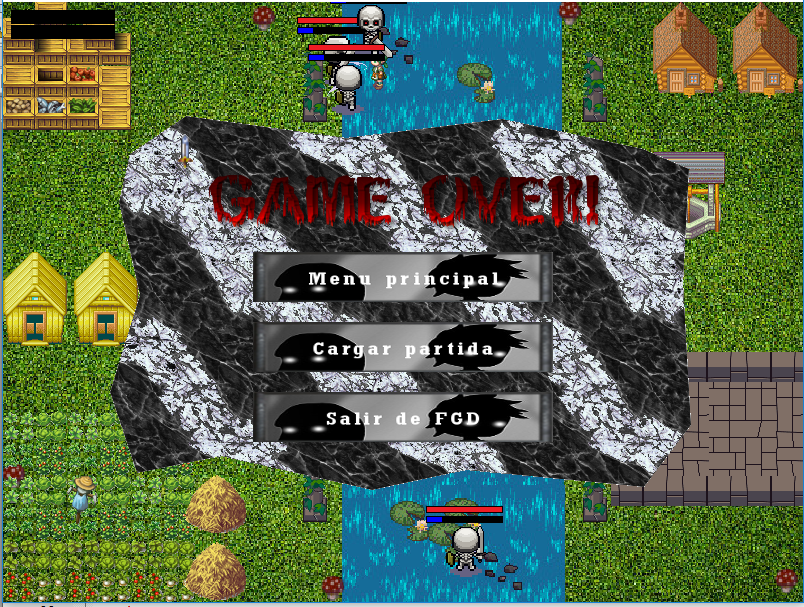 GAME OVER!
Menu principal
Cargar partida
Salir de FGD